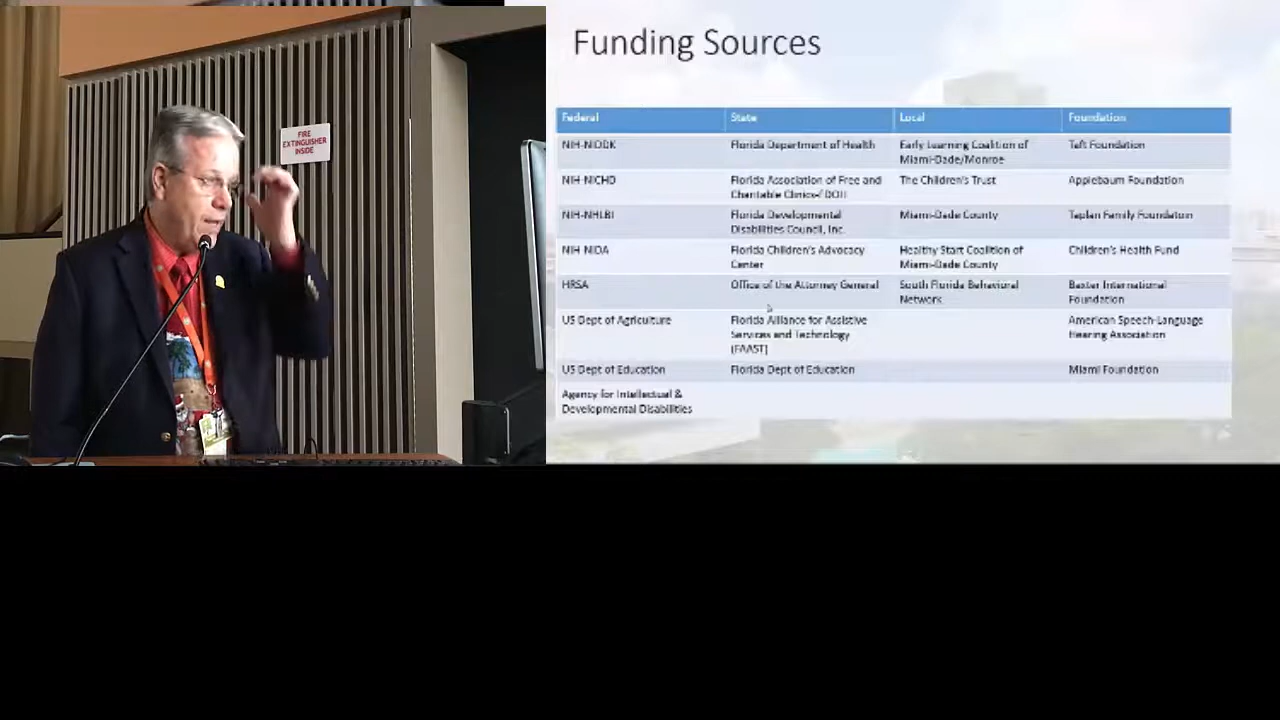 Funding Sources
FIRE
EXTINGUISHER
INSIDE
Federal State Local Foundation
NIH-NIDDK Florida Department of Health Early Learning Coalition of Taft Foundation
Miami-Dade/Monroe
NIH-NICHD Florida Association of Free and The Children's Trust Applebaum Foundation
Charitable Clinics-FDOH
NIH-NHLBI Florida Developmental Miami-Dade County Taplan Family Foundation
Disabilities Council, Inc.
NIH NIDA Florida Children's Advocacy Healthy Start Coalition of Children's Health Fund
Center Miami-Dade County
HRSA Office of the Attorney General South Florida Behavioral Baxter International
Network Foundation
US Dept of Agriculture Florida Alliance for Assistive American Speech-Language
Services and Technology Hearing Association
(FAAST)
US Dept of Education Florida Dept of Education Miami Foundation
Agency for Intellectual &
Developmental Disabilities